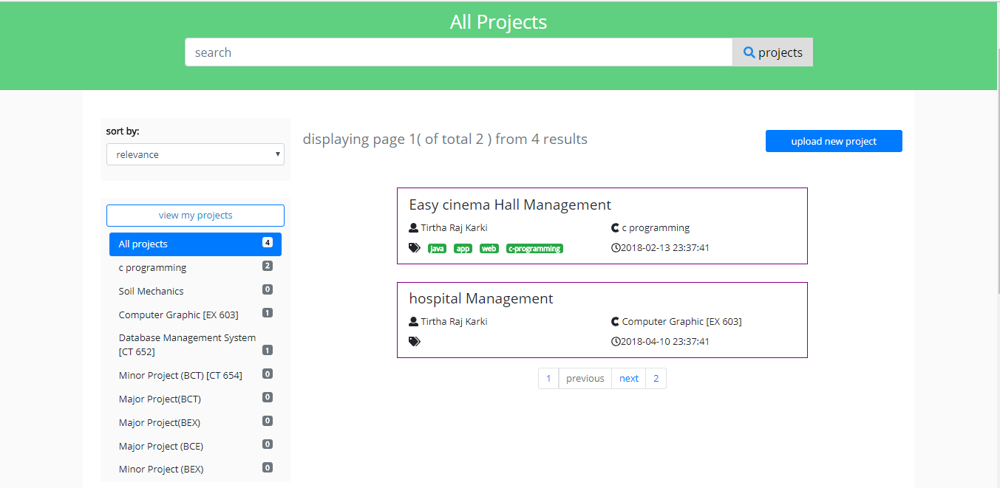 All Projects
search
projects
sort by:
relevance
displaying page 1( of total 2 ) from 4 results
upload new project
view my projects
All projects 4
c programming 2
Soil Mechanics 0
Computer Graphic [EX 603] 1
Database Management System
[CT 652] 1
Minor Project (BCT) [CT 654] 0
Major Project(BCT) 0
Major Project(BEX) 0
Major Project (BCE) 0
Minor Project (BEX) 0
Easy cinema Hall Management
Tirtha Raj Karki C c programming
java app web c-programming 2018-02-13 23:37:41
hospital Management
Tirtha Raj Karki C Computer Graphic [EX 603]
2018-04-10 23:37:41
1 previous next 2